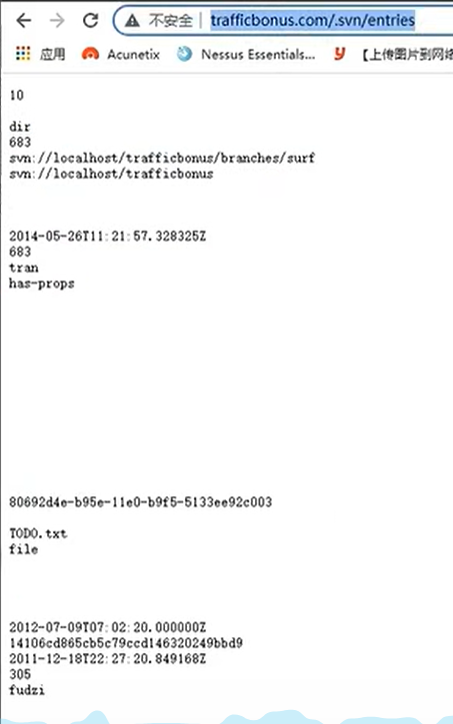 不安全 | trafficbonus.com/.svn/entries
应用 Acunetix Nessus Essentials... 【上传图片到网络
10
dir
683
svn://localhost/trafficbonus/branches/surf
svn://localhost/trafficbonus
2014-05-26T11:21:57.328325Z
683
tran
has-props
80692d4e-b95e-11e0-b9f5-5133ee92c003
TODO.txt
file
2012-07-09T07:02:20.000000Z
14106cd865cb5c79ccd146320249bbd9
2011-12-18T22:27:20.849168Z
305
fudzi